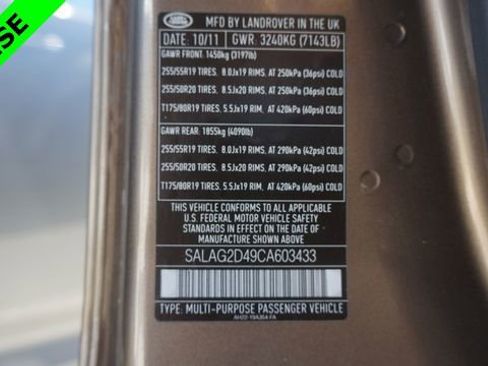 SE
LAND ROVER
MFD BY LANDROVER IN THE UK
DATE: 10/11 GWR: 3240KG (7143LB)
GAWR FRONT: 1450kg (3197lb)
255/55R19 TIRES, 8.0Jx19 RIMS, AT 250kPa (36psi) COLD
255/50R20 TIRES, 8.5Jx20 RIMS, AT 250kPa (36psi) COLD
T175/80R19 TIRES, 5.5Jx19 RIM, AT 420kPa (60psi) COLD
GAWR REAR: 1855kg (4090lb)
255/55R19 TIRES, 8.0Jx19 RIMS, AT 290kPa (42psi) COLD
255/50R20 TIRES, 8.5Jx20 RIMS, AT 290kPa (42psi) COLD
T175/80R19 TIRES, 5.5Jx19 RIM, AT 420kPa (60psi) COLD
THIS VEHICLE CONFORMS TO ALL APPLICABLE
U.S. FEDERAL MOTOR VEHICLE SAFETY
STANDARDS IN EFFECT ON THE DATE OF
MANUFACTURE SHOWN ABOVE
SALAG2D49CA603433
TYPE: MULTI-PURPOSE PASSENGER VEHICLE